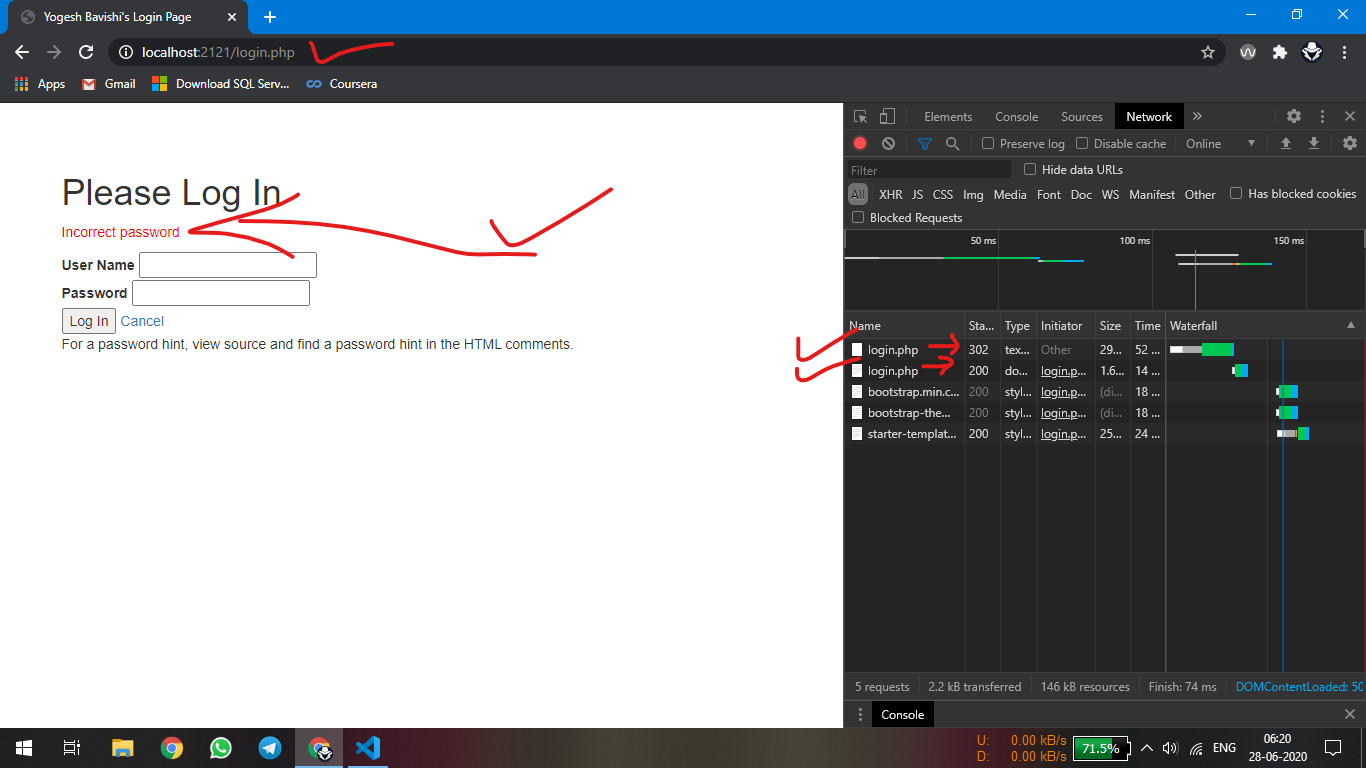 Yogesh Bavishi's Login Page
localhost:2121/login.php
Apps Gmail Download SQL Serv... Coursera
Please Log In
Incorrect password
User Name
Password
Log In Cancel
For a password hint, view source and find a password hint in the HTML comments.
Elements Console Sources Network
Preserve log Disable cache Online
Filter Hide data URLs
All XHR JS CSS Img Media Font Doc WS Manifest Other Has blocked cookies
Blocked Requests
50 ms 100 ms 150 ms
Name Sta... Type Initiator Size Time Waterfall
login.php 302 tex... Other 29... 52 ...
login.php 200 do... login.p... 1.6... 14 ...
bootstrap.min.c... 200 styl... login.p... (di... 18 ...
bootstrap-the... 200 styl... login.p... (di... 18 ...
starter-templat... 200 styl... login.p... 25... 24 ...
5 requests 2.2 kB transferred 146 kB resources Finish: 74 ms DOMContentLoaded: 50
Console
U: 0.00 kB/s
D: 0.00 kB/s
71.5%
ENG
06:20
28-06-2020